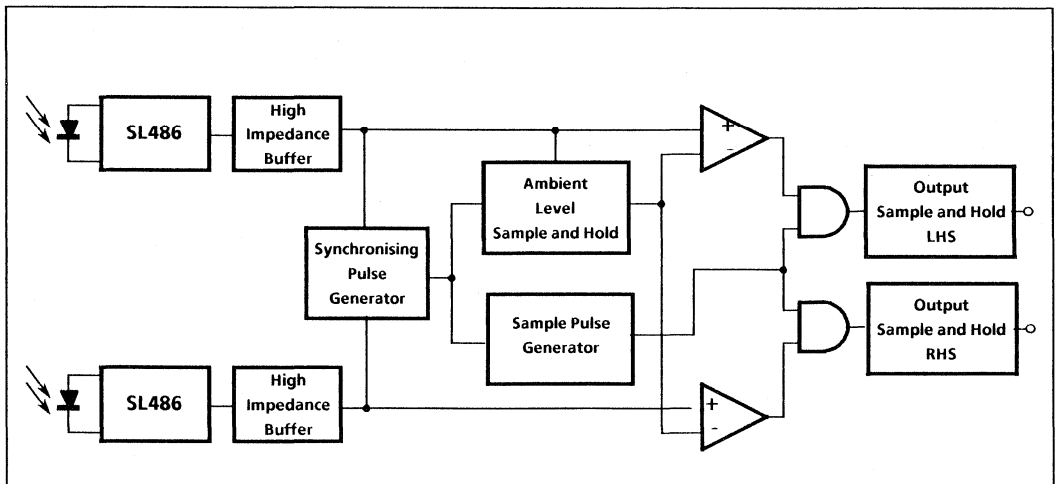 SL486
High
Impedance
Buffer
+
-
Ambient
Level
Sample and Hold
Output
Sample and Hold
LHS
Synchronising
Pulse
Generator
Sample Pulse
Generator
Output
Sample and Hold
RHS
SL486
High
Impedance
Buffer
+
-